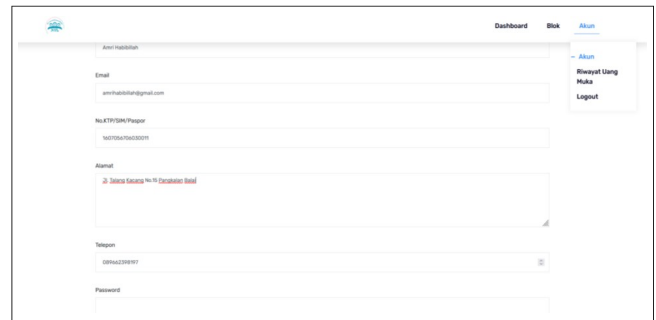 Dashboard Blok Akun
Amri Habibillah
– Akun
Riwayat Uang
Muka
Logout
Email
amrihabibillah@gmail.com
No.KTP/SIM/Paspor
1607056706030011
Alamat
Jl. Talang Kacang No.15 Pangkalan Balai
Telepon
089662398197
Password